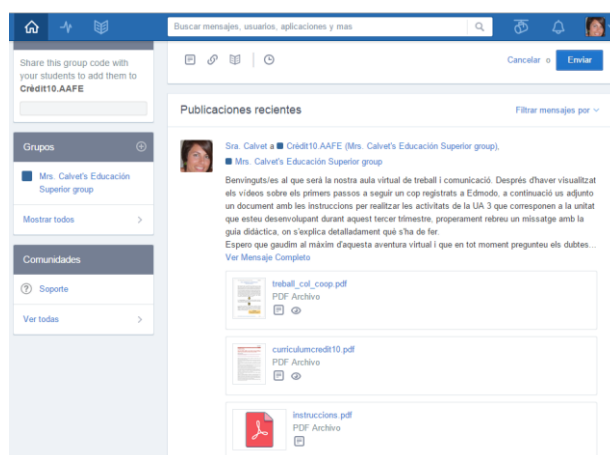 Buscar mensajes, usuarios, aplicaciones y mas
Share this group code with
your students to add them to
Crèdit10.AAFE
Grupos
Mrs. Calvet's Educación
Superior group
Mostrar todos
Comunidades
Soporte
Ver todas
Cancelar o Enviar
Publicaciones recientes
Filtrar mensajes por
Sra. Calvet a Crèdit10.AAFE (Mrs. Calvet's Educación Superior group),
Mrs. Calvet's Educación Superior group
Benvinguts/es al que serà la nostra aula virtual de treball i comunicació. Després d'haver visualitzat
els vídeos sobre els primers passos a seguir un cop registrats a Edmodo, a continuació us adjunto
un document amb les instruccions per realitzar les activitats de la UA 3 que corresponen a la unitat
que esteu desenvolupant durant aquest tercer trimestre, properament rebreu un missatge amb la
guia didàctica, on s'explica detalladament què s'ha de fer.
Espero que gaudim al màxim d'aquesta aventura virtual i que en tot moment pregunteu els dubtes...
Ver Mensaje Completo
treball_col_coop.pdf
PDF Archivo
curriculumcredit10.pdf
PDF Archivo
instruccions.pdf
PDF Archivo